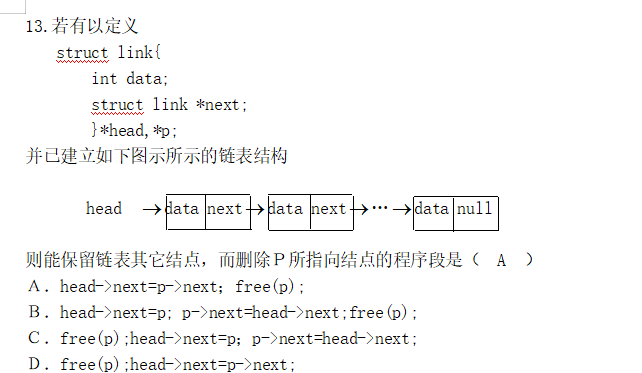 13.若有以定义
struct link{
int data;
struct link *next;
}*head,*p;
并已建立如下图示所示的链表结构
head →data next→data next→…→data null
则能保留链表其它结点，而删除Ｐ所指向结点的程序段是（ A ）
Ａ．head->next=p->next；free(p);
Ｂ．head->next=p; p->next=head->next;free(p);
Ｃ．free(p);head->next=p；p->next=head->next;
Ｄ．free(p);head->next=p->next;